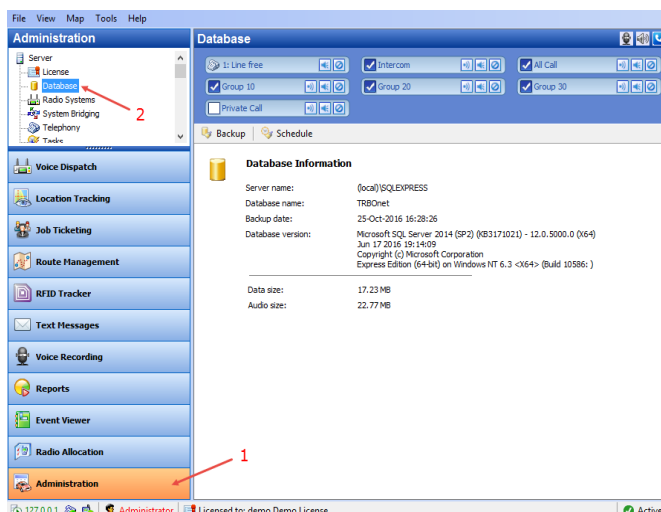 File View Map Tools Help
Administration
Database
Server
License
Database
Radio Systems
System Bridging
Telephony
Tasks
2
1: Line free
Intercom
All Call
Group 10
Group 20
Group 30
Private Call
Backup
Schedule
Database Information
Server name: (local)\SQLEXPRESS
Database name: TRBOnet
Backup date: 25-Oct-2016 16:28:26
Database version: Microsoft SQL Server 2014 (SP2) (KB3171021) - 12.0.5000.0 (X64)
Jun 17 2016 19:14:09
Copyright (c) Microsoft Corporation
Express Edition (64-bit) on Windows NT 6.3 <X64> (Build 10586: )
Data size: 17.23 MB
Audio size: 22.77 MB
Voice Dispatch
Location Tracking
Job Ticketing
Route Management
RFID Tracker
Text Messages
Voice Recording
Reports
Event Viewer
Radio Allocation
Administration
1
127.0.0.1
Administrator
Licensed to: demo Demo License
Active